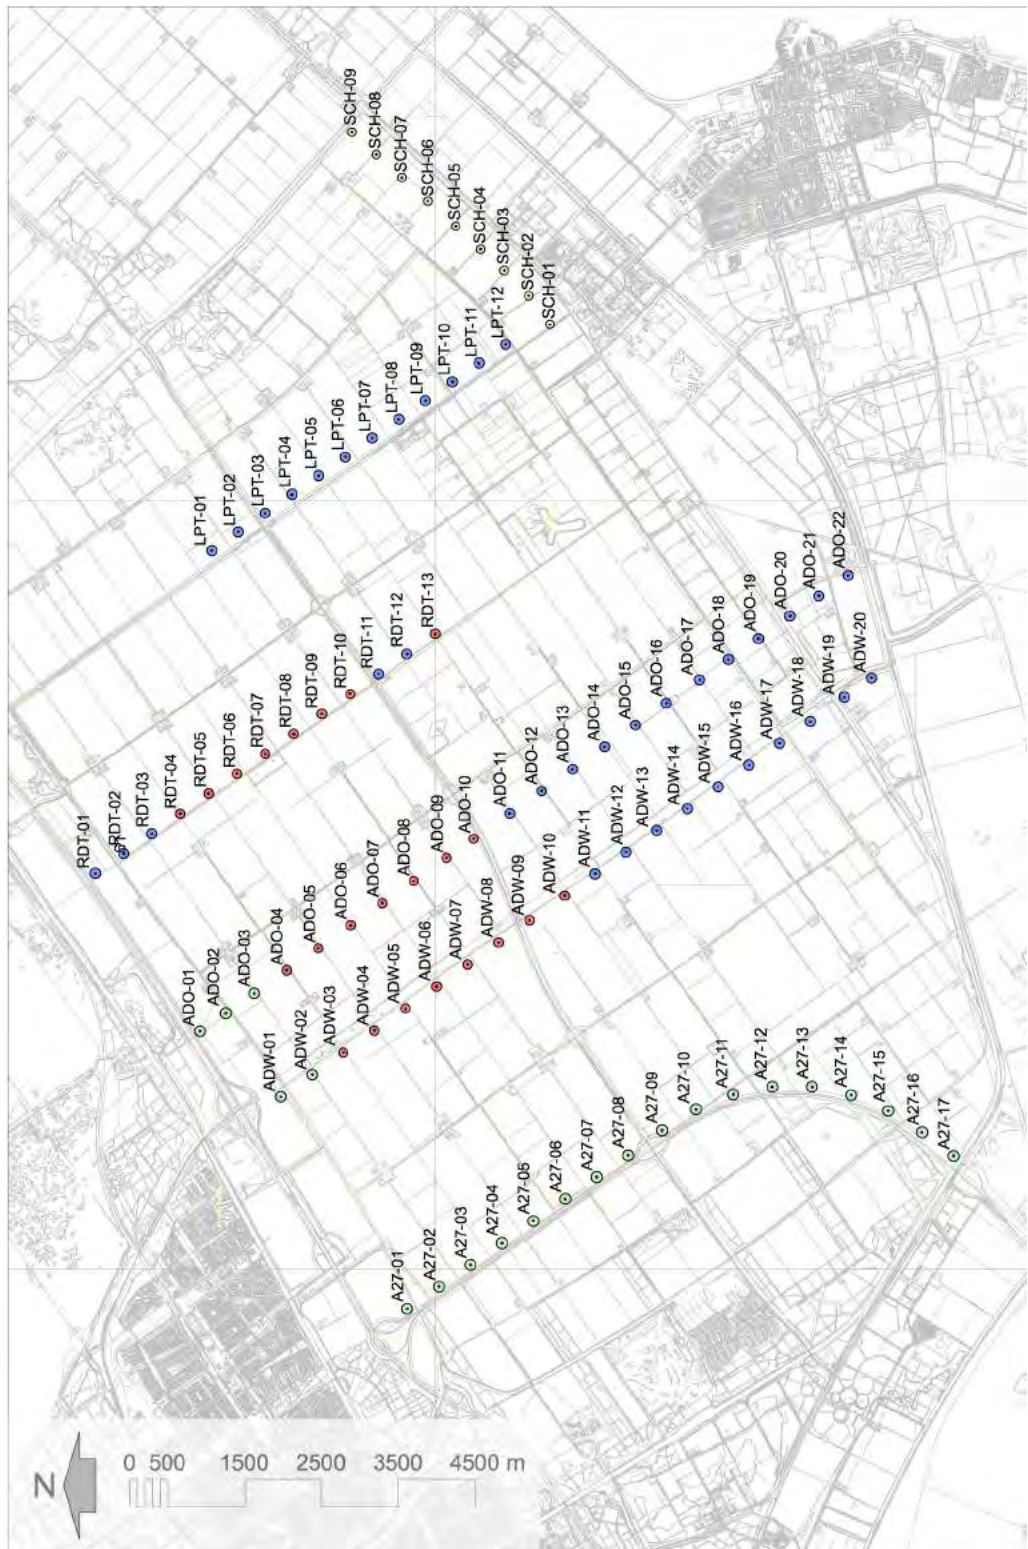 SCH-09
SCH-08
SCH-07
SCH-06
SCH-05
SCH-04
SCH-03
SCH-02
SCH-01
LPT-01
LPT-02
LPT-03
LPT-04
LPT-05
LPT-06
LPT-07
LPT-08
LPT-09
LPT-10
LPT-11
LPT-12
RDT-01
RDT-02
RDT-03
RDT-04
RDT-05
RDT-06
RDT-07
RDT-08
RDT-09
RDT-10
RDT-11
RDT-12
RDT-13
ADO-01
ADO-02
ADO-03
ADO-04
ADO-05
ADO-06
ADO-07
ADO-08
ADO-09
ADO-10
ADO-11
ADO-12
ADO-13
ADO-14
ADO-15
ADO-16
ADO-17
ADO-18
ADO-19
ADO-20
ADO-21
ADO-22
ADW-01
ADW-02
ADW-03
ADW-04
ADW-05
ADW-06
ADW-07
ADW-08
ADW-09
ADW-10
ADW-11
ADW-12
ADW-13
ADW-14
ADW-15
ADW-16
ADW-17
ADW-18
ADW-19
ADW-20
A27-01
A27-02
A27-03
A27-04
A27-05
A27-06
A27-07
A27-08
A27-09
A27-10
A27-11
A27-12
A27-13
A27-14
A27-15
A27-16
A27-17
N
0 500 1500 2500 3500 4500 m